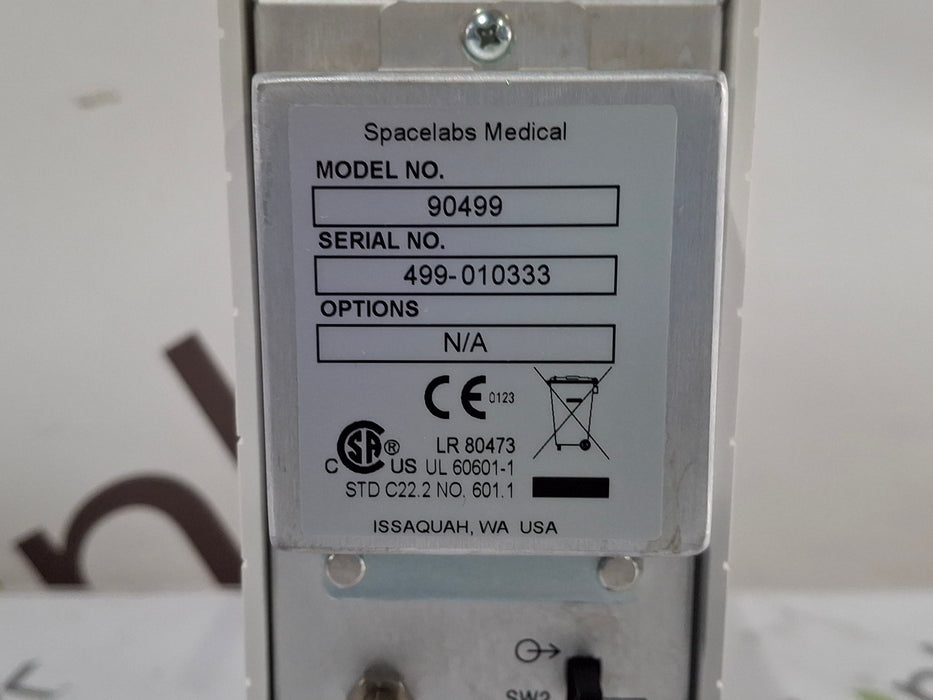 Spacelabs Medical
MODEL NO.
90499
SERIAL NO.
499-010333
OPTIONS
N/A
CE 0123
CSA ® LR 80473
C US UL 60601-1
STD C22.2 NO. 601.1
ISSAQUAH, WA USA
SW2